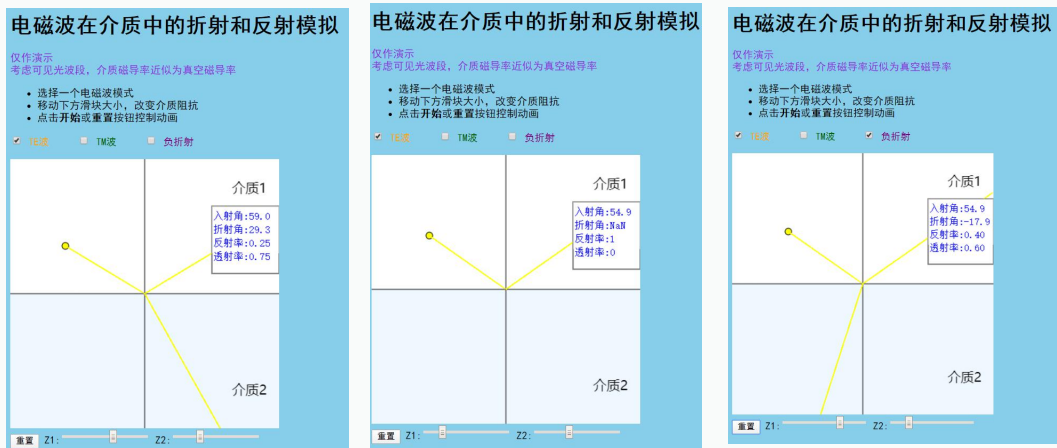 电磁波在介质中的折射和反射模拟
仅作演示
考虑可见光波段，介质磁导率近似为真空磁导率
选择一个电磁波模式
移动下方滑块大小，改变介质阻抗
点击开始或重置按钮控制动画
TE波 TM波 负折射
介质1
入射角:59.0
折射角:29.3
反射率:0.25
透射率:0.75
介质2
重置 Z1: Z2:
电磁波在介质中的折射和反射模拟
仅作演示
考虑可见光波段，介质磁导率近似为真空磁导率
选择一个电磁波模式
移动下方滑块大小，改变介质阻抗
点击开始或重置按钮控制动画
TE波 TM波 负折射
介质1
入射角:54.9
折射角:NaN
反射率:1
透射率:0
介质2
重置 Z1: Z2:
电磁波在介质中的折射和反射模拟
仅作演示
考虑可见光波段，介质磁导率近似为真空磁导率
选择一个电磁波模式
移动下方滑块大小，改变介质阻抗
点击开始或重置按钮控制动画
TE波 TM波 负折射
介质1
入射角:54.9
折射角:-17.9
反射率:0.40
透射率:0.60
介质2
重置 Z1: Z2: